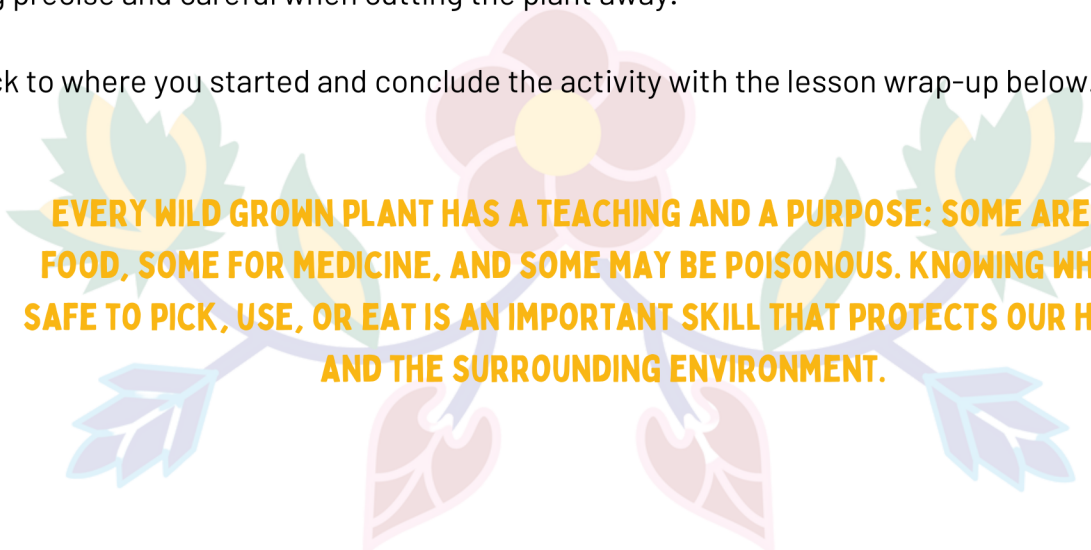 precise and careful when cutting the plant away.
to where you started and conclude the activity with the lesson wrap-up below.
EVERY WILD GROWN PLANT HAS A TEACHING AND A PURPOSE: SOME ARE
FOOD, SOME FOR MEDICINE, AND SOME MAY BE POISONOUS. KNOWING
SAFE TO PICK, USE, OR EAT IS AN IMPORTANT SKILL THAT PROTECTS OUR
AND THE SURROUNDING ENVIRONMENT.